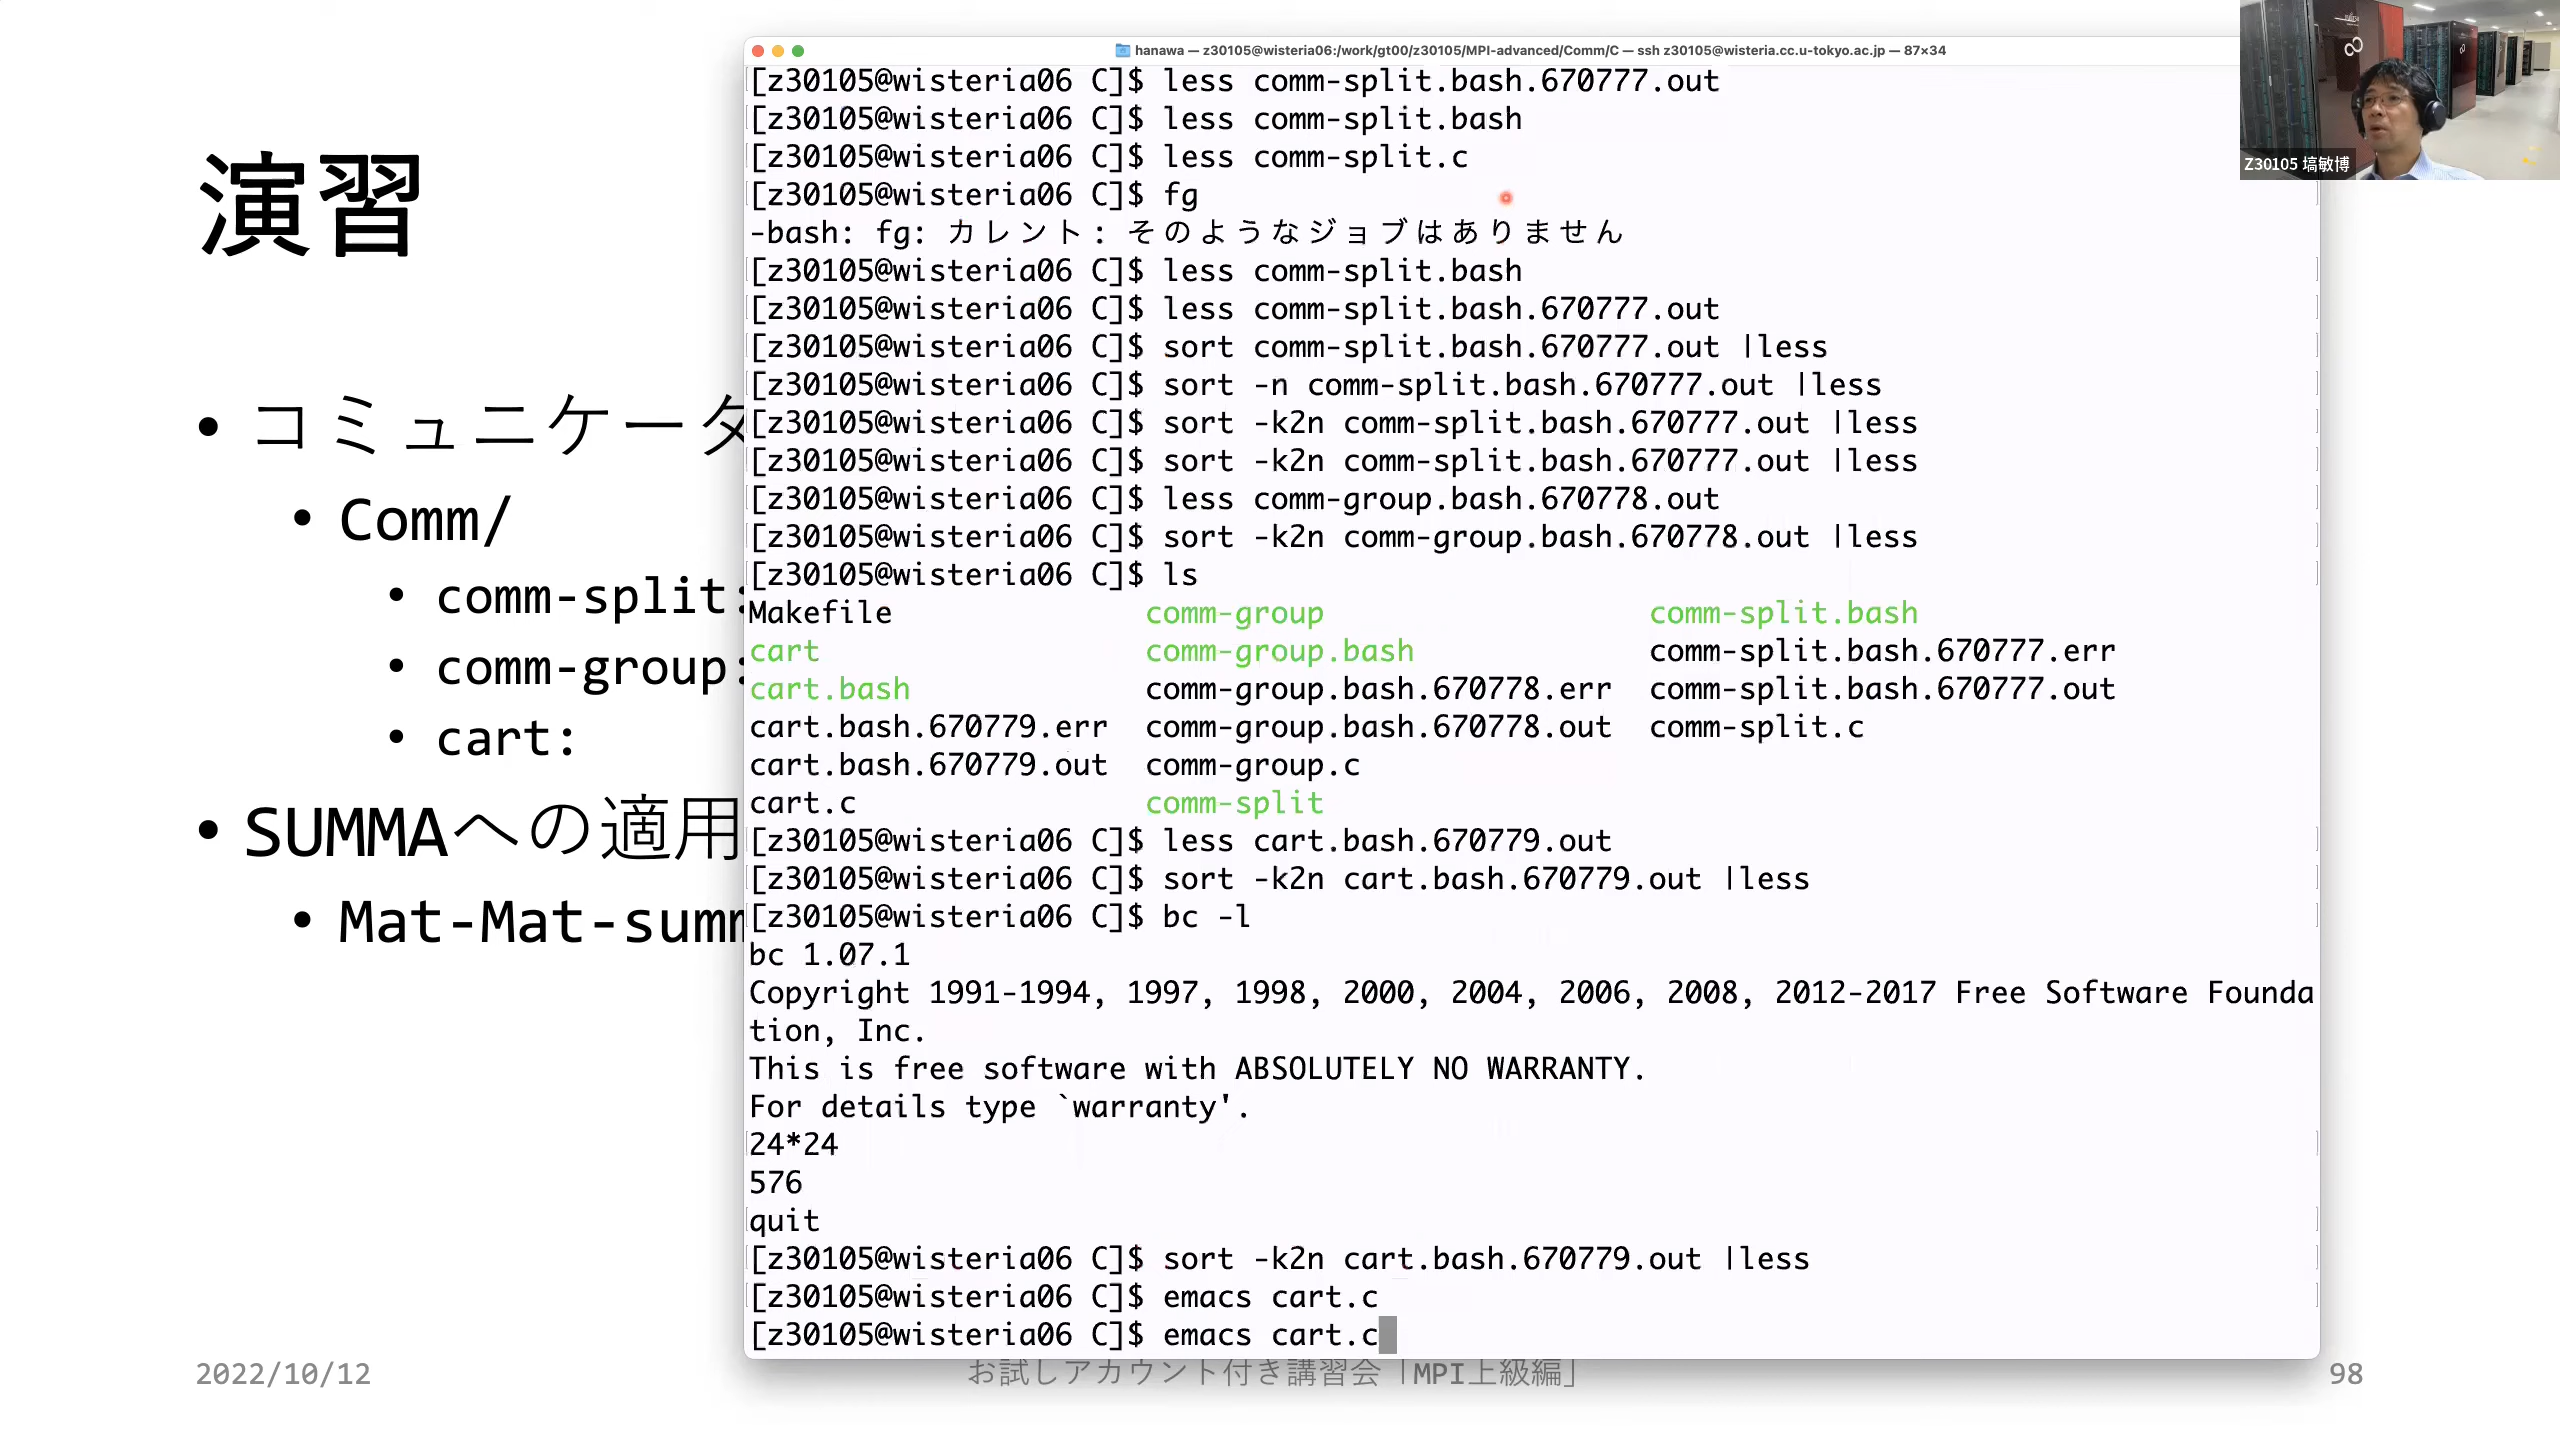 演習
• コミュニケータ
• Comm/
• comm-split:
• comm-group:
• cart:
• SUMMAへの適用
• Mat-Mat-summ
hanawa — z30105@wisteria06:/work/gt00/z30105/MPI-advanced/Comm/C — ssh z30105@wisteria.cc.u-tokyo.ac.jp — 87×34
[z30105@wisteria06 C]$ less comm-split.bash.670777.out
[z30105@wisteria06 C]$ less comm-split.bash
[z30105@wisteria06 C]$ less comm-split.c
[z30105@wisteria06 C]$ fg
-bash: fg: カレント: そのようなジョブはありません
[z30105@wisteria06 C]$ less comm-split.bash
[z30105@wisteria06 C]$ less comm-split.bash.670777.out
[z30105@wisteria06 C]$ sort comm-split.bash.670777.out |less
[z30105@wisteria06 C]$ sort -n comm-split.bash.670777.out |less
[z30105@wisteria06 C]$ sort -k2n comm-split.bash.670777.out |less
[z30105@wisteria06 C]$ sort -k2n comm-split.bash.670777.out |less
[z30105@wisteria06 C]$ less comm-group.bash.670778.out
[z30105@wisteria06 C]$ sort -k2n comm-group.bash.670778.out |less
[z30105@wisteria06 C]$ ls
Makefile comm-group comm-split.bash
cart comm-group.bash comm-split.bash.670777.err
cart.bash comm-group.bash.670778.err comm-split.bash.670777.out
cart.bash.670779.err comm-group.bash.670778.out comm-split.c
cart.bash.670779.out comm-group.c
cart.c comm-split
[z30105@wisteria06 C]$ less cart.bash.670779.out
[z30105@wisteria06 C]$ sort -k2n cart.bash.670779.out |less
[z30105@wisteria06 C]$ bc -l
bc 1.07.1
Copyright 1991-1994, 1997, 1998, 2000, 2004, 2006, 2008, 2012-2017 Free Software Founda
tion, Inc.
This is free software with ABSOLUTELY NO WARRANTY.
For details type `warranty'.
24*24
576
quit
[z30105@wisteria06 C]$ sort -k2n cart.bash.670779.out |less
[z30105@wisteria06 C]$ emacs cart.c
[z30105@wisteria06 C]$ emacs cart.c
Z30105 塙敏博
2022/10/12
お試しアカウント付き講習会「MPI上級編」
98